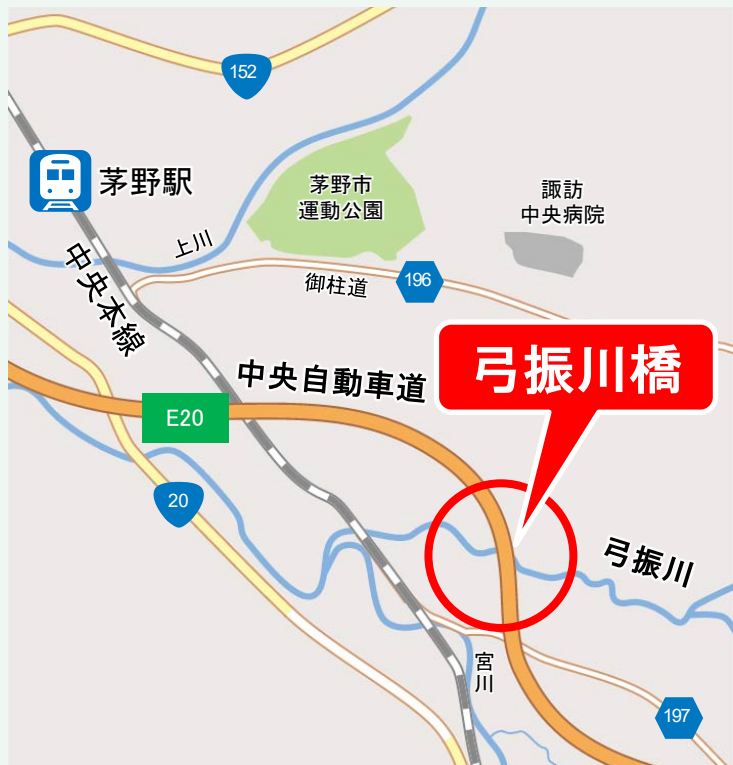 152
茅野駅
茅野市
運動公園
諏訪
中央病院
上川
中央本線
御柱道
196
中央自動車道
弓振川橋
E20
20
弓振川
宮川
197